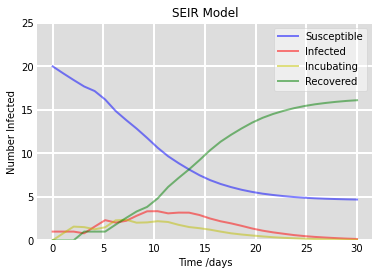 SEIR Model
25
20
15
10
5
0
Number Infected
Susceptible
Infected
Incubating
Recovered
0 5 10 15 20 25 30
Time /days